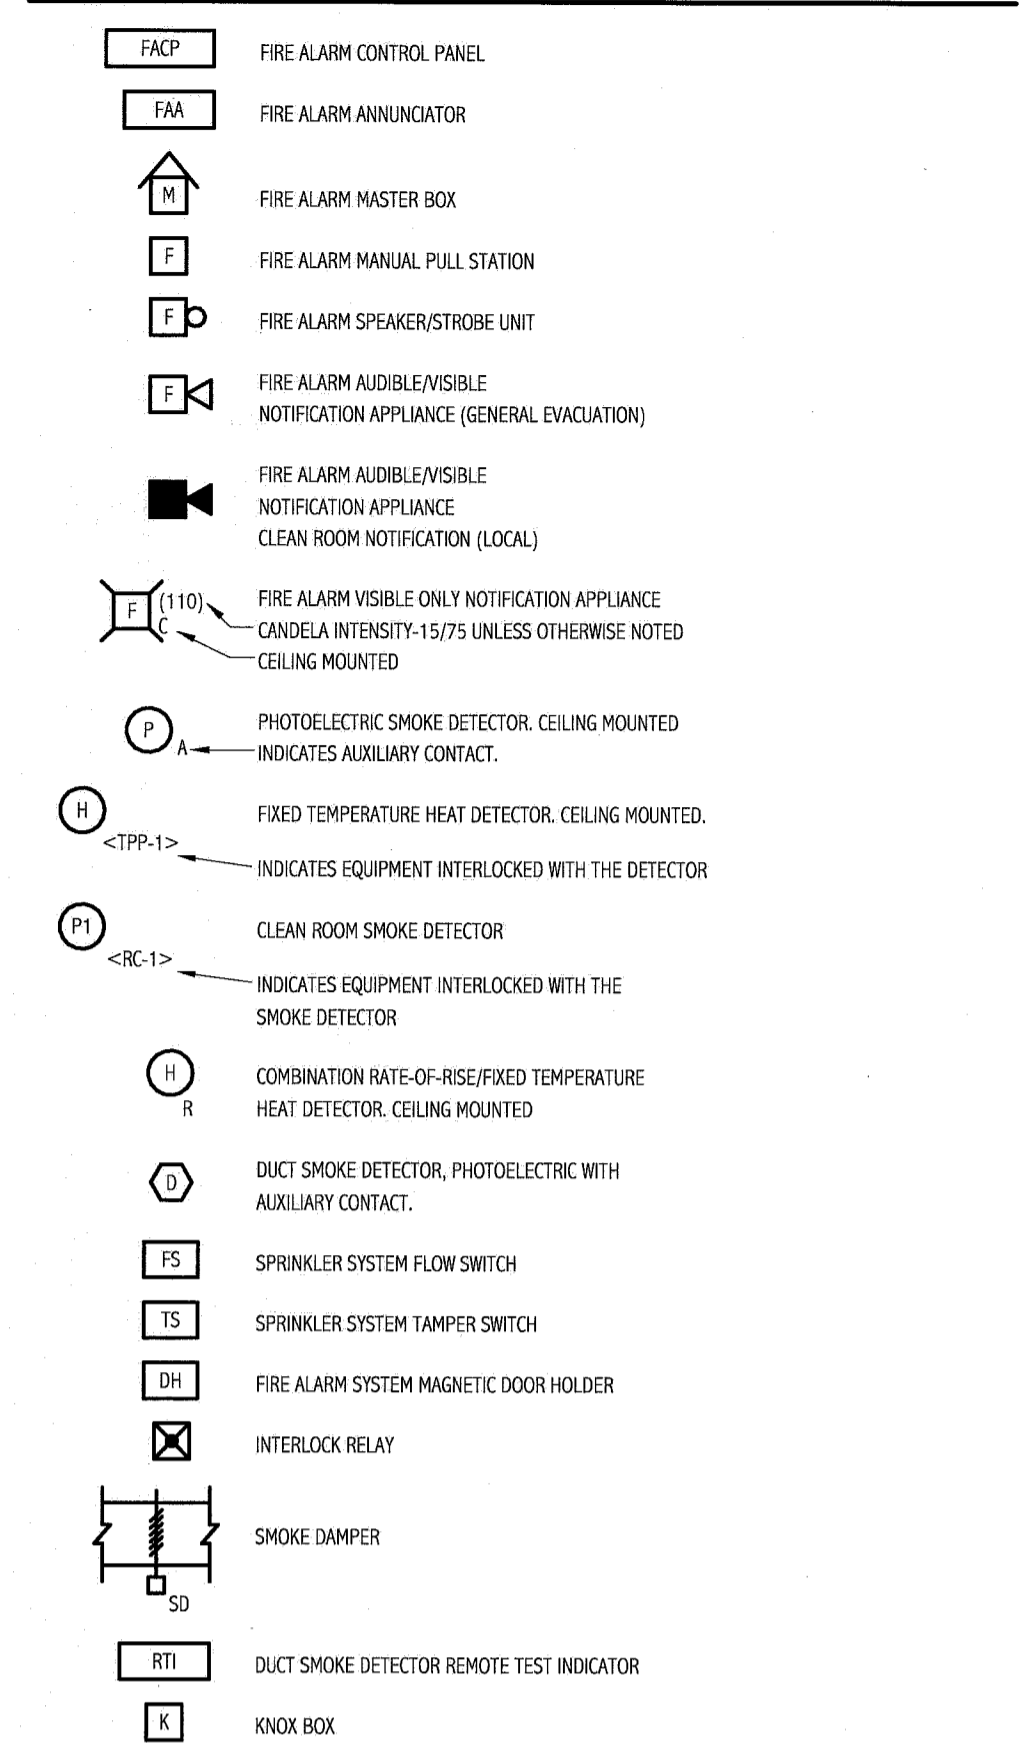 FACP FIRE ALARM CONTROL PANEL
FAA FIRE ALARM ANNUNCIATOR
M FIRE ALARM MASTER BOX
F FIRE ALARM MANUAL PULL STATION
F FIRE ALARM SPEAKER/STROBE UNIT
F FIRE ALARM AUDIBLE/VISIBLE
NOTIFICATION APPLIANCE (GENERAL EVACUATION)
FIRE ALARM AUDIBLE/VISIBLE
NOTIFICATION APPLIANCE
CLEAN ROOM NOTIFICATION (LOCAL)
F (110) FIRE ALARM VISIBLE ONLY NOTIFICATION APPLIANCE
C CANDELA INTENSITY-15/75 UNLESS OTHERWISE NOTED
CEILING MOUNTED
P PHOTOELECTRIC SMOKE DETECTOR. CEILING MOUNTED
A INDICATES AUXILIARY CONTACT.
H FIXED TEMPERATURE HEAT DETECTOR. CEILING MOUNTED.
<TPP-1>
INDICATES EQUIPMENT INTERLOCKED WITH THE DETECTOR
P1 CLEAN ROOM SMOKE DETECTOR
<RC-1>
INDICATES EQUIPMENT INTERLOCKED WITH THE
SMOKE DETECTOR
H COMBINATION RATE-OF-RISE/FIXED TEMPERATURE
R HEAT DETECTOR. CEILING MOUNTED
D DUCT SMOKE DETECTOR, PHOTOELECTRIC WITH
AUXILIARY CONTACT.
FS SPRINKLER SYSTEM FLOW SWITCH
TS SPRINKLER SYSTEM TAMPER SWITCH
DH FIRE ALARM SYSTEM MAGNETIC DOOR HOLDER
INTERLOCK RELAY
SMOKE DAMPER
SD
RTI DUCT SMOKE DETECTOR REMOTE TEST INDICATOR
K KNOX BOX